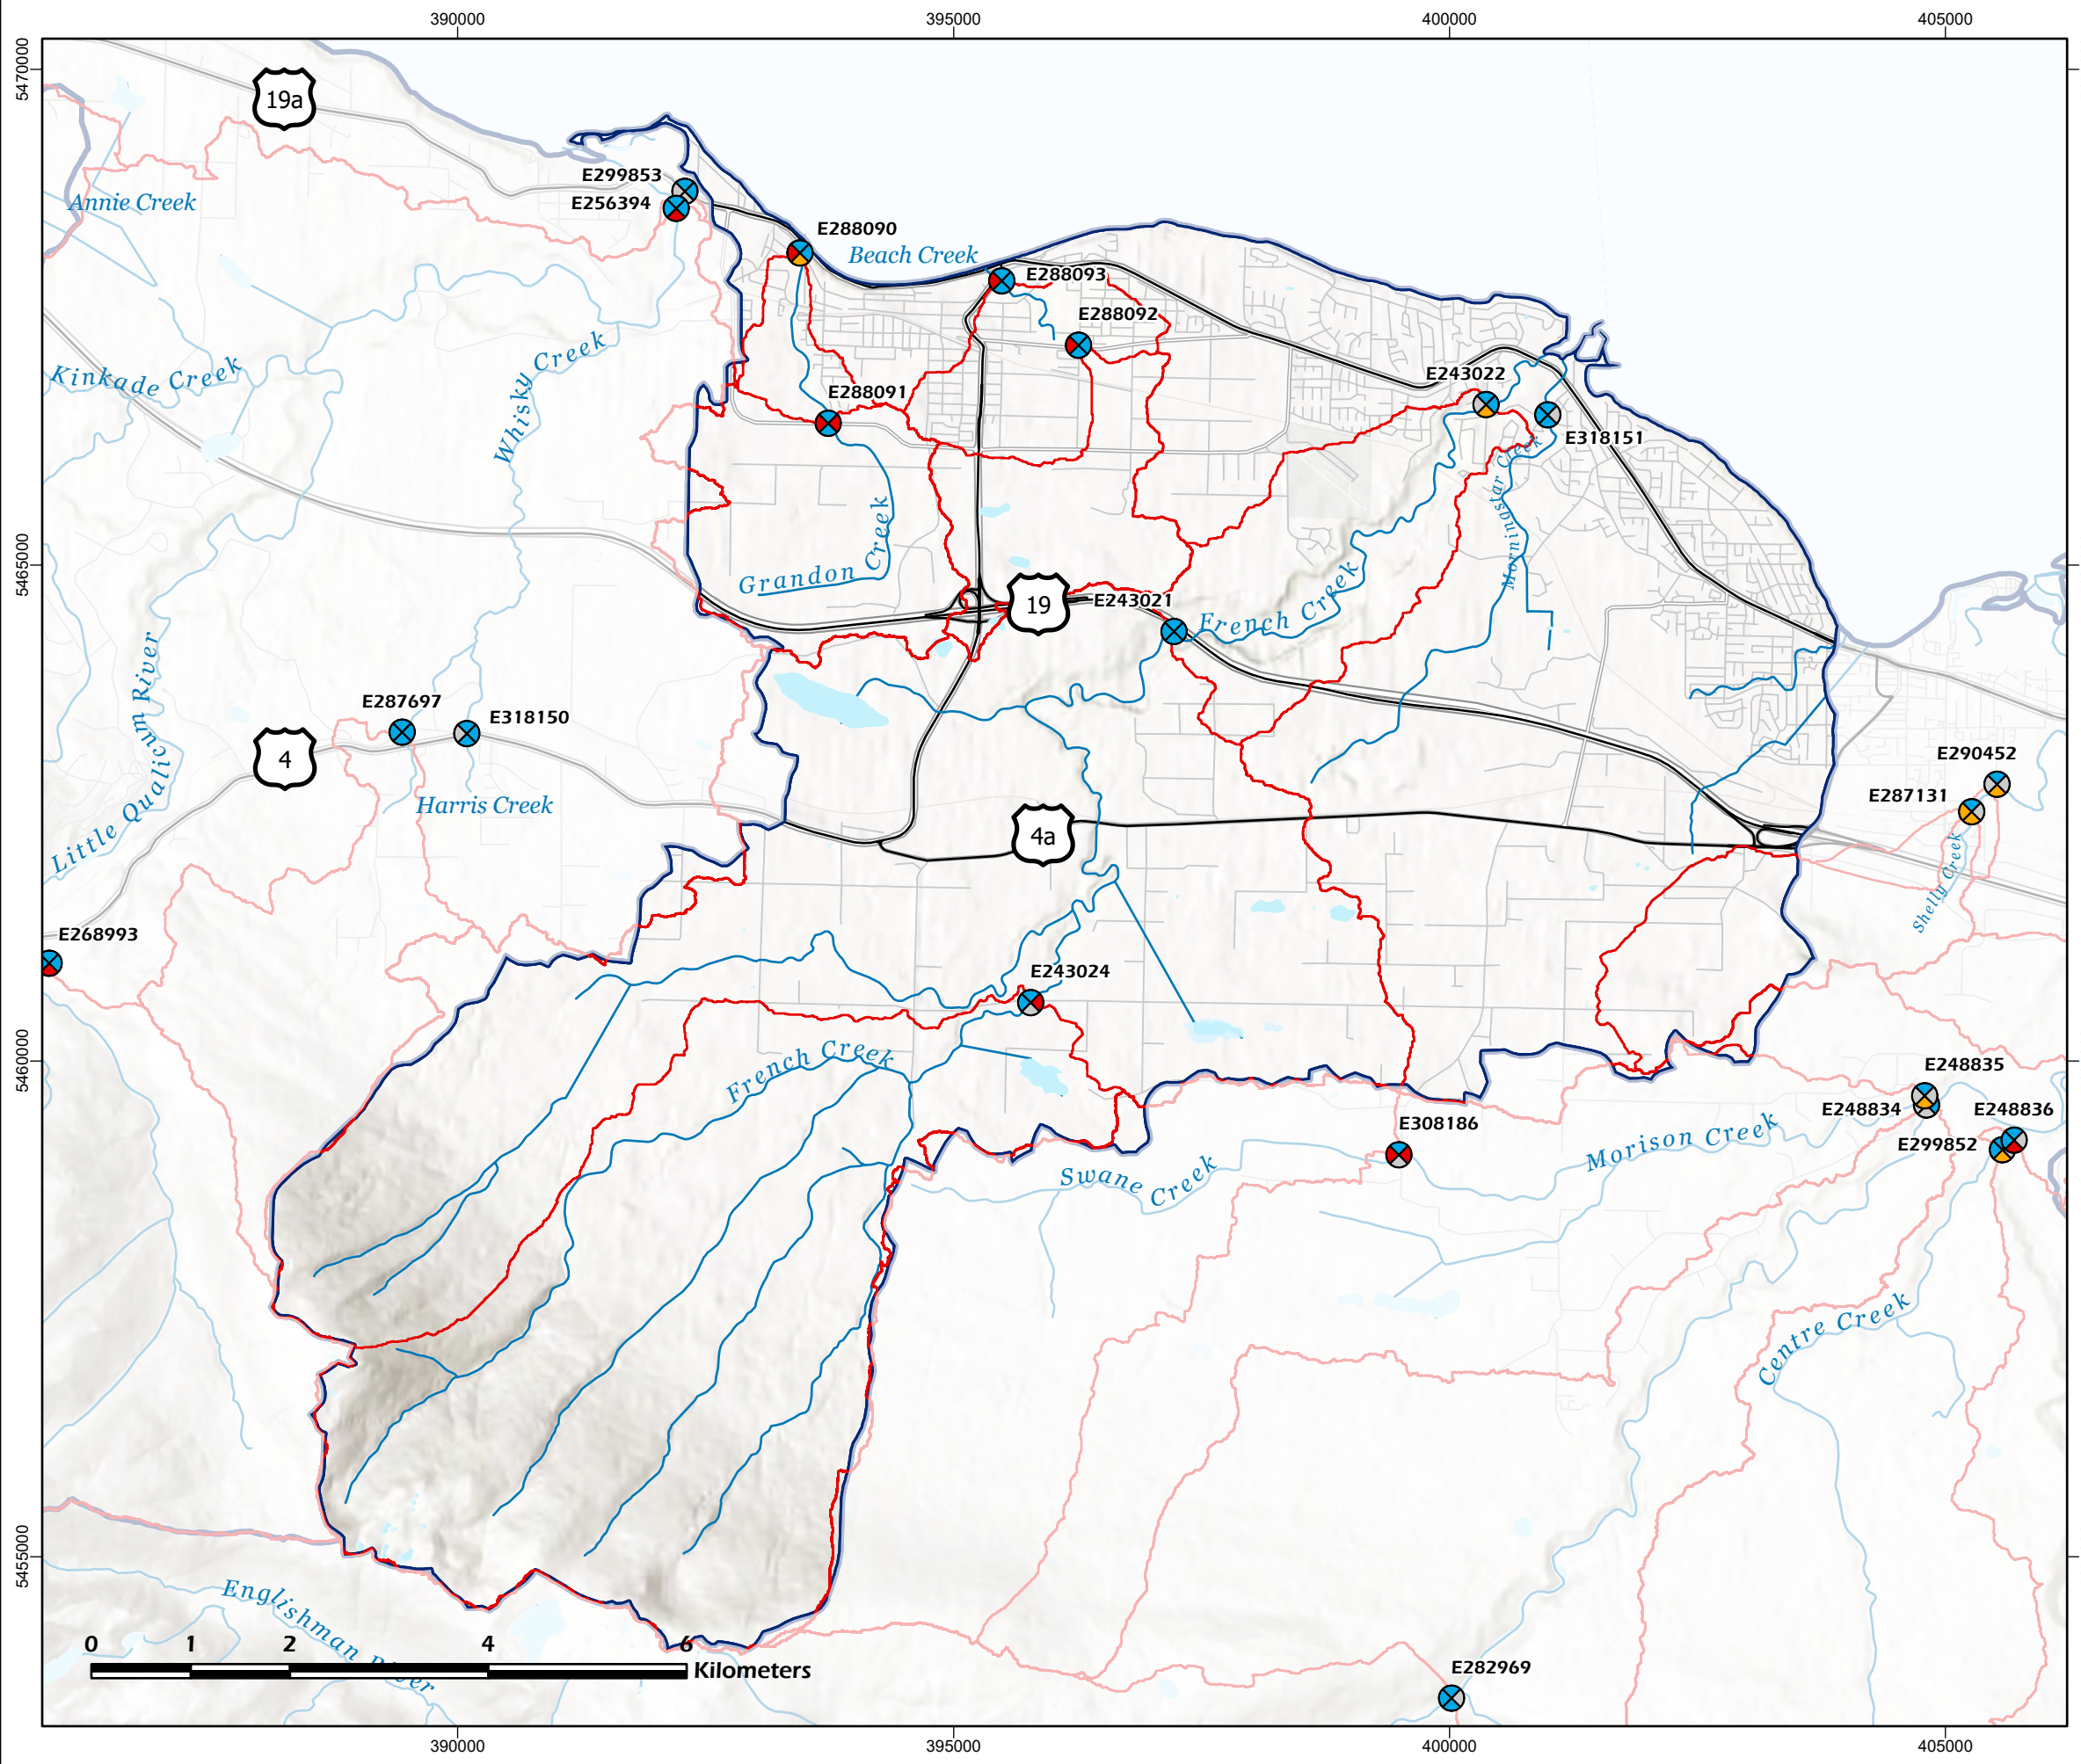 390000
395000
400000
405000
5470000
19a
E299853
E256394
Annie Creek
E288090
Beach Creek
E288093
E288092
Kinkade Creek
Whisky Creek
E243022
E288091
E318151
Morningstar Creek
Grandon Creek
5465000
19
E243021
French Creek
Little Qualicum River
E287697
E318150
4
Harris Creek
E290452
E287131
4a
Shelly Creek
E268993
E243024
5460000
French Creek
E248835
E248834
E248836
E308186
E299852
Morison Creek
Swane Creek
Centre Creek
5455000
Englishman River
0 1 2 4 6
Kilometers
E282969
390000
395000
400000
405000